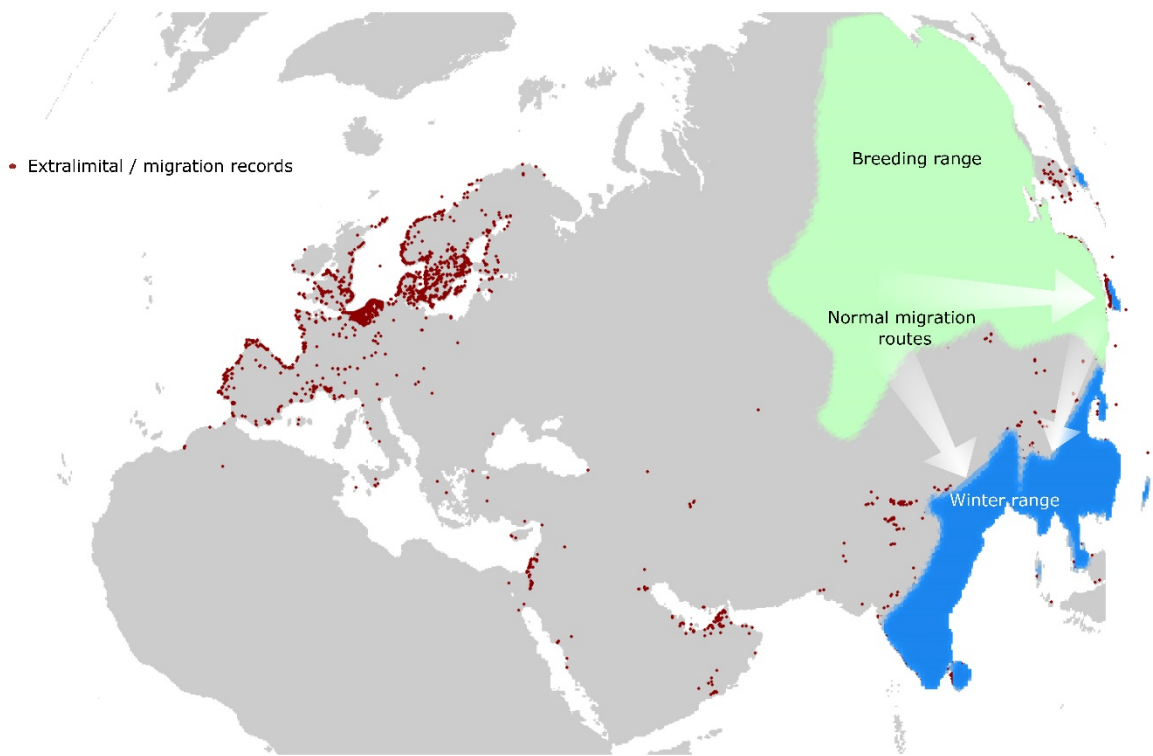 Breeding range
Extralimital / migration records
Normal migration
routes
Winter range